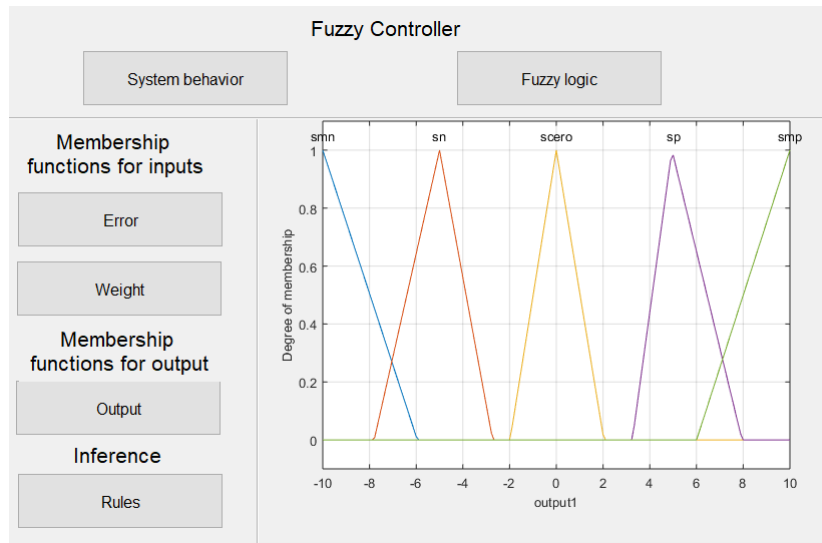 Fuzzy Controller
System behavior
Fuzzy logic
Membership
functions for inputs
Error
Weight
Membership
functions for output
Output
Inference
Rules
smn sn scero sp smp
1
0.8
0.6
0.4
0.2
0
Degree of membership
-10 -8 -6 -4 -2 0 2 4 6 8 10
output1